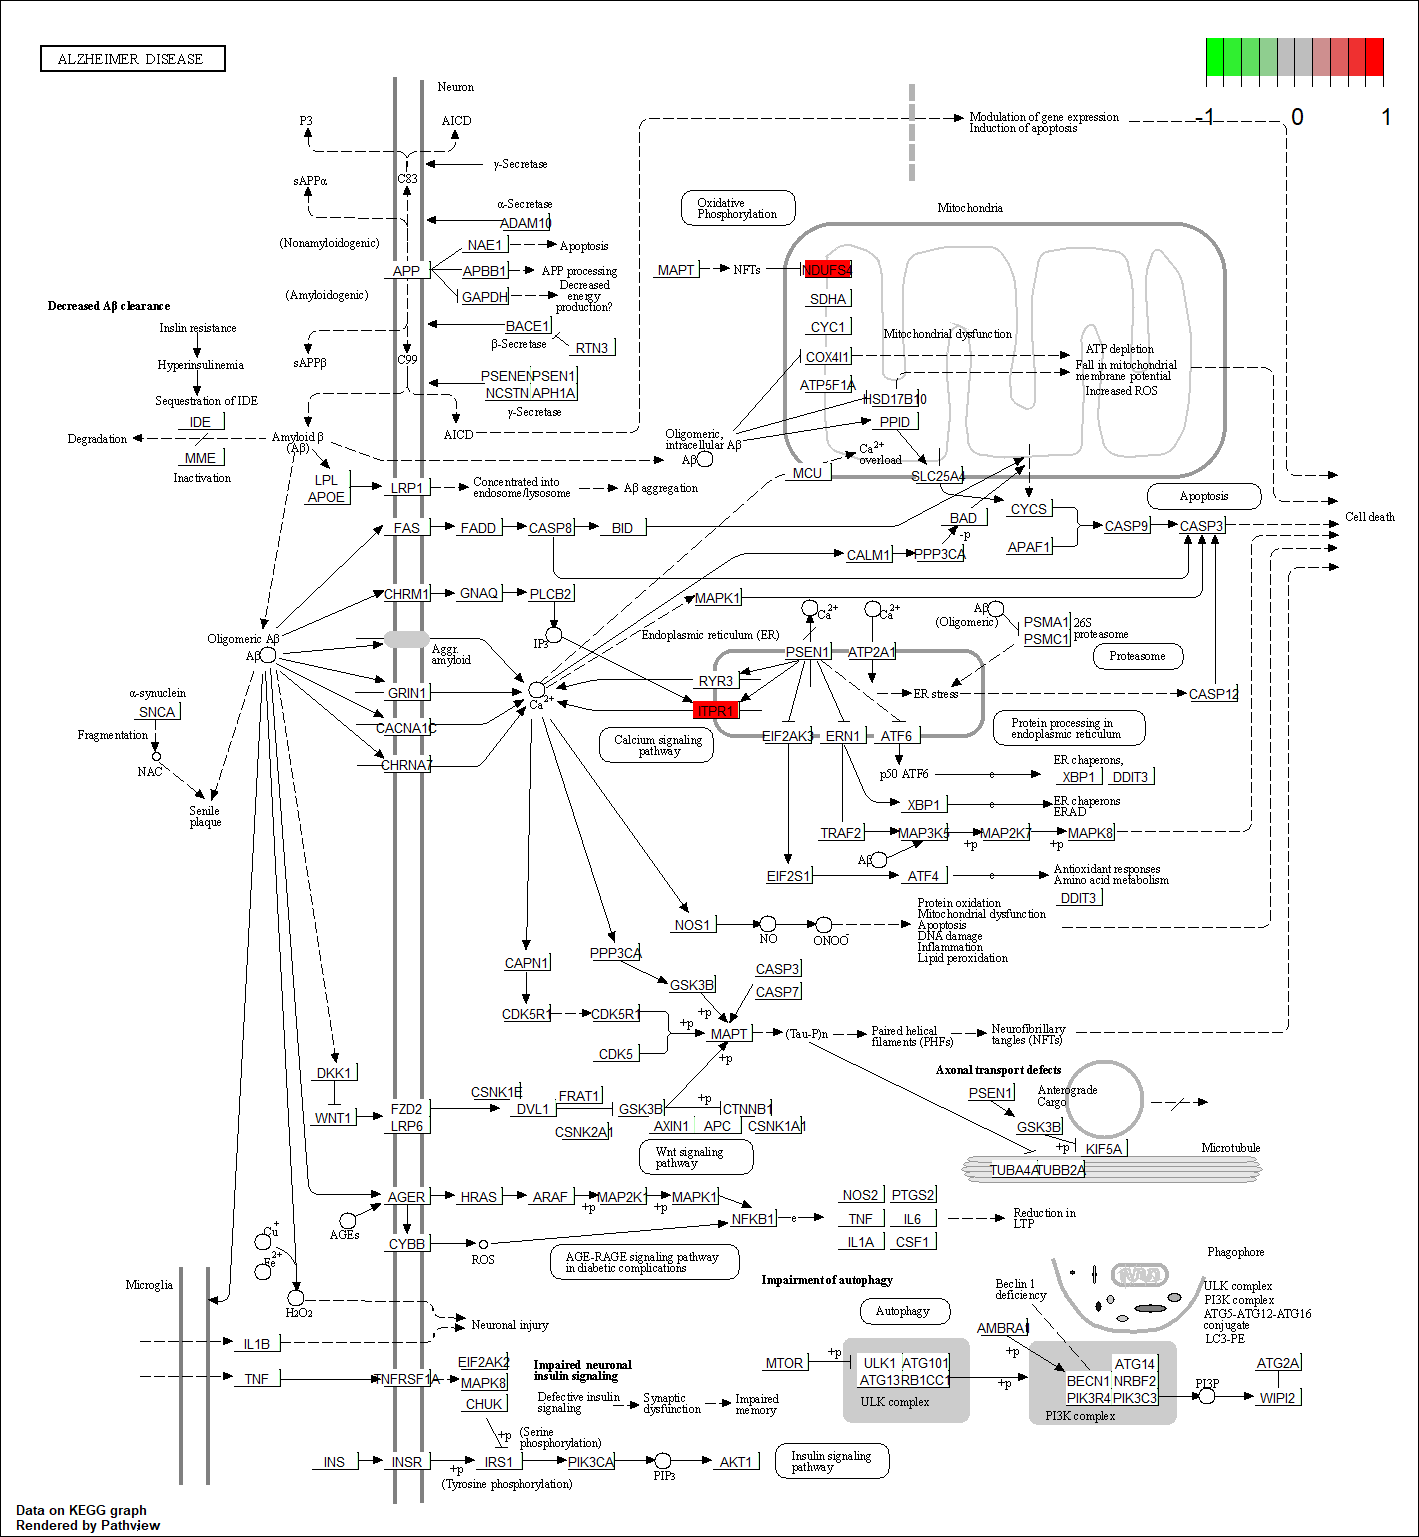 ALZHEIMER DISEASE
-1
0
1
Neuron
P3
AICD
Modulation of gene expression
Induction of apoptosis
γ-Secretase
C83
sAPPα
α-Secretase
ADAM10
Oxidative
Phosphorylation
Mitochondria
(Nonamyloidogenic)
NAE1
Apoptosis
APP
APBB1
APP processing
MAPT
NFTs
NDUFS4
(Amyloidogenic)
GAPDH
Decreased
energy
production?
SDHA
Decreased Aβ clearance
Inslin resistance
BACE1
β-Secretase
RTN3
CYC1
Mitochondrial dysfunction
sAPPβ
C99
COX4I1
ATP depletion
Fall in mitochondrial
membrane potential
Increased ROS
Hyperinsulinemia
PSENEN
PSEN1
NCSTN
APH1A
γ-Secretase
ATP5F1A
HSD17B10
Sequestration of IDE
IDE
PPID
Degradation
Amyloid β
(Aβ)
AICD
Oligomeric,
intracellular Aβ
Aβ
MME
Inactivation
Ca2+
overload
MCU
SLC25A4
LPL
APOE
LRP1
Concentrated into
endosome/lysosome
Aβ aggregation
Apoptosis
CYCS
BAD
-p
Cell death
FAS
FADD
CASP8
BID
CASP9
CASP3
CALM1
PPP3CA
APAF1
CHRM1
GNAQ
PLCB2
MAPK1
Ca2+
Ca2+
Aβ
(Oligomeric)
PSMA1
PSMC1
26S
proteasome
Oligomeric Aβ
Aβ
IP3
Endoplasmic reticulum (ER)
Aggr.
amyloid
PSEN1
ATP2A1
Proteasome
RYR3
GRIN1
Ca2+
ER stress
CASP12
α-synuclein
SNCA
ITPR1
CACNA1C
Fragmentation
Calcium signaling
pathway
EIF2AK3
ERN1
ATF6
Protein processing in
endoplasmic reticulum
CHRNA7
NAC
p50 ATF6
e
ER chaperons,
XBP1
DDIT3
Senile
plaque
XBP1
e
ER chaperons
ERAD
TRAF2
MAP3K5
+p
MAP2K7
+p
MAPK8
Aβ
EIF2S1
ATF4
e
Antioxidant responses
Amino acid metabolism
DDIT3
NOS1
NO
ONOO-
Protein oxidation
Mitochondrial dysfunction
Apoptosis
DNA damage
Inflammation
Lipid peroxidation
CAPN1
PPP3CA
CASP3
CASP7
GSK3B
+p
CDK5R1
CDK5R1
+p
MAPT
(Tau-P)n
Paired helical
filaments (PHFs)
Neurofibrillary
tangles (NFTs)
CDK5
+p
DKK1
Axonal transport defects
PSEN1
Anterograde
Cargo
WNT1
FZD2
LRP6
CSNK1E
DVL1
FRAT1
GSK3B
+p
CTNNB1
AXIN1
APC
CSNK1A1
CSNK2A1
GSK3B
+p
KIF5A
Microtubule
TUBA4A
TUBB2A
Wnt signaling
pathway
AGER
HRAS
ARAF
+p
MAP2K1
+p
MAPK1
NFKB1
e
NOS2
PTGS2
TNF
IL6
IL1A
CSF1
Reduction in
LTP
AGEs
Cu+
Fe2+
CYBB
ROS
AGE-RAGE signaling pathway
in diabetic complications
Microglia
H2O2
Neuronal injury
Impairment of autophagy
Autophagy
Beclin 1
deficiency
Phagophore
ULK complex
PI3K complex
ATG5-ATG12-ATG16
conjugate
LC3-PE
IL1B
AMBRA1
+p
TNF
TNFRSF1A
EIF2AK2
MAPK8
CHUK
Impaired neuronal
insulin signaling
Defective insulin
signaling
Synaptic
dysfunction
Impaired
memory
MTOR
+p
ULK1
ATG101
ATG13
RB1CC1
ULK complex
+p
ATG14
BECN1
NRBF2
PIK3R4
PIK3C3
PI3K complex
PI3P
ATG2A
WIPI2
+p
(Serine
phosphorylation)
INS
INSR
+p
IRS1
PIK3CA
PIP3
AKT1
Insulin signaling
pathway
(Tyrosine phosphorylation)
Data on KEGG graph
Rendered by Pathview